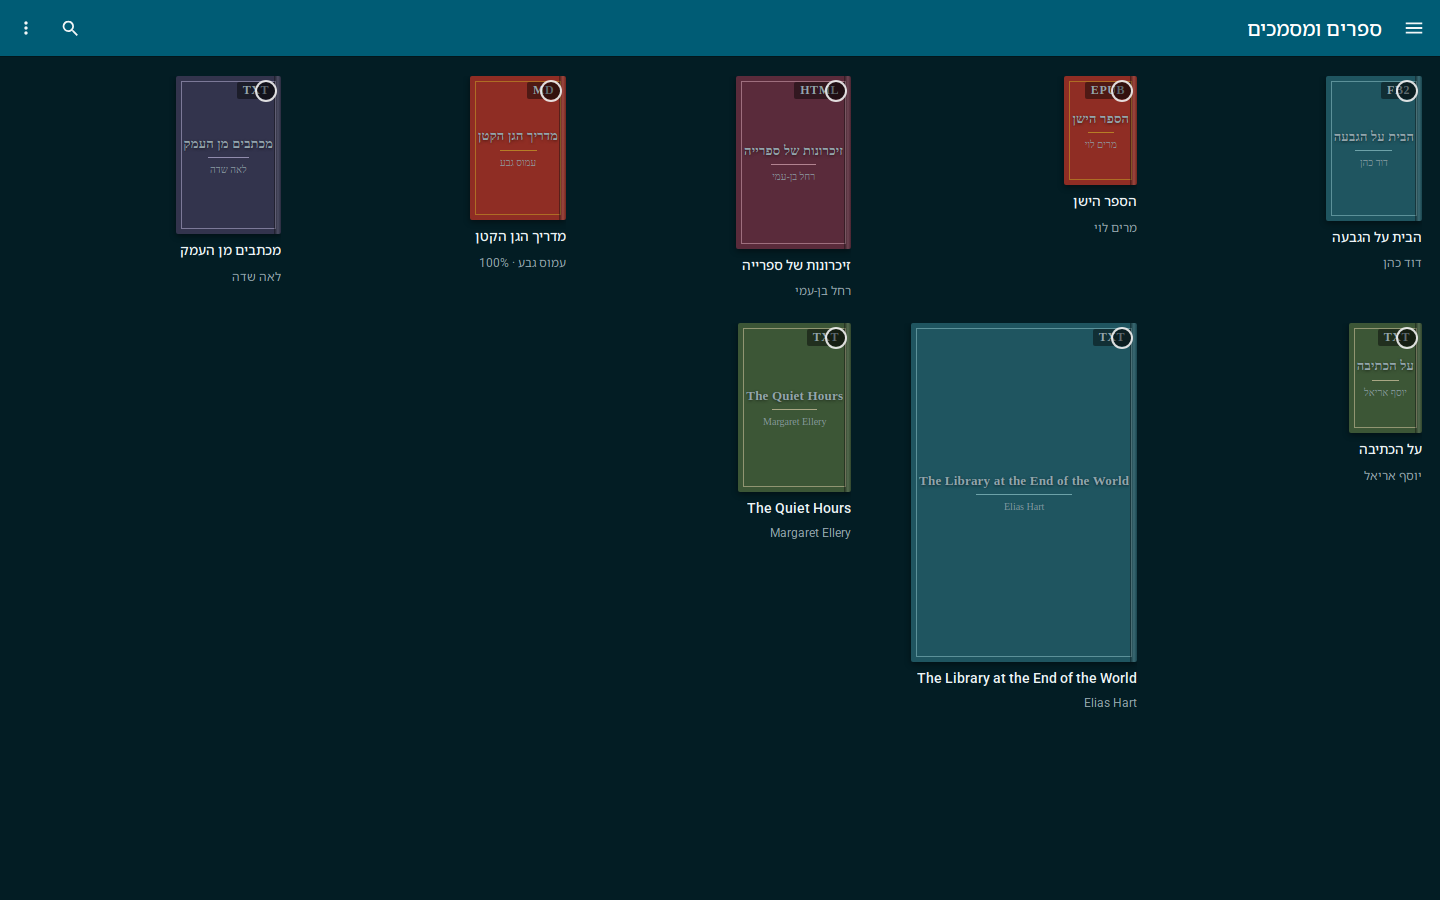 ספרים ומסמכים
FB2
הבית על הגבעה
דוד כהן
הבית על הגבעה
דוד כהן
EPUB
הספר הישן
מרים לוי
הספר הישן
מרים לוי
HTML
זיכרונות של ספרייה
רחל בן-עמי
זיכרונות של ספרייה
רחל בן-עמי
MD
מדריך הגן הקטן
עמוס גבע
מדריך הגן הקטן
עמוס גבע · 100%
TXT
מכתבים מן העמק
לאה שדה
מכתבים מן העמק
לאה שדה
TXT
על הכתיבה
יוסף אריאל
על הכתיבה
יוסף אריאל
TXT
The Library at the End of the World
Elias Hart
The Library at the End of the World
Elias Hart
TXT
The Quiet Hours
Margaret Ellery
The Quiet Hours
Margaret Ellery